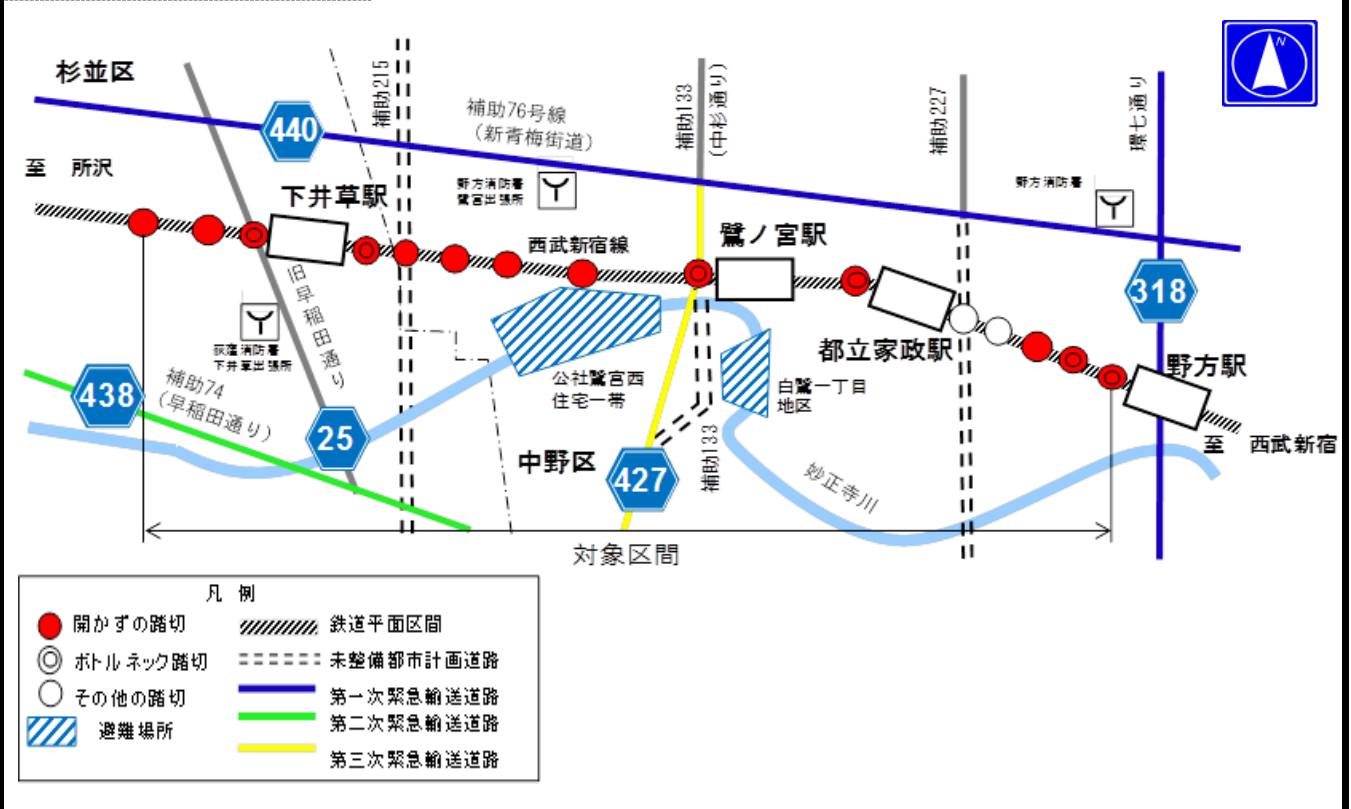 杉並区
440
補助215
補助76号線
(新青梅街道)
補助133
(中杉通り)
補助227
環七通り
N
至 所沢
下井草駅
野方消防署
鷺宮出張所
野方消防署
西武新宿線
鷺ノ宮駅
318
旧早稲田通り
荻窪消防署
下井草出張所
都立家政駅
野方駅
438
補助74
(早稲田通り)
25
公社鷺宮西
住宅一帯
白鷺一丁目
地区
至 西武新宿
中野区
427
補助133
妙正寺川
対象区間
凡 例
開かずの踏切
鉄道平面区間
ボトルネック踏切
未整備都市計画道路
その他の踏切
第一次緊急輸送道路
避難場所
第二次緊急輸送道路
第三次緊急輸送道路